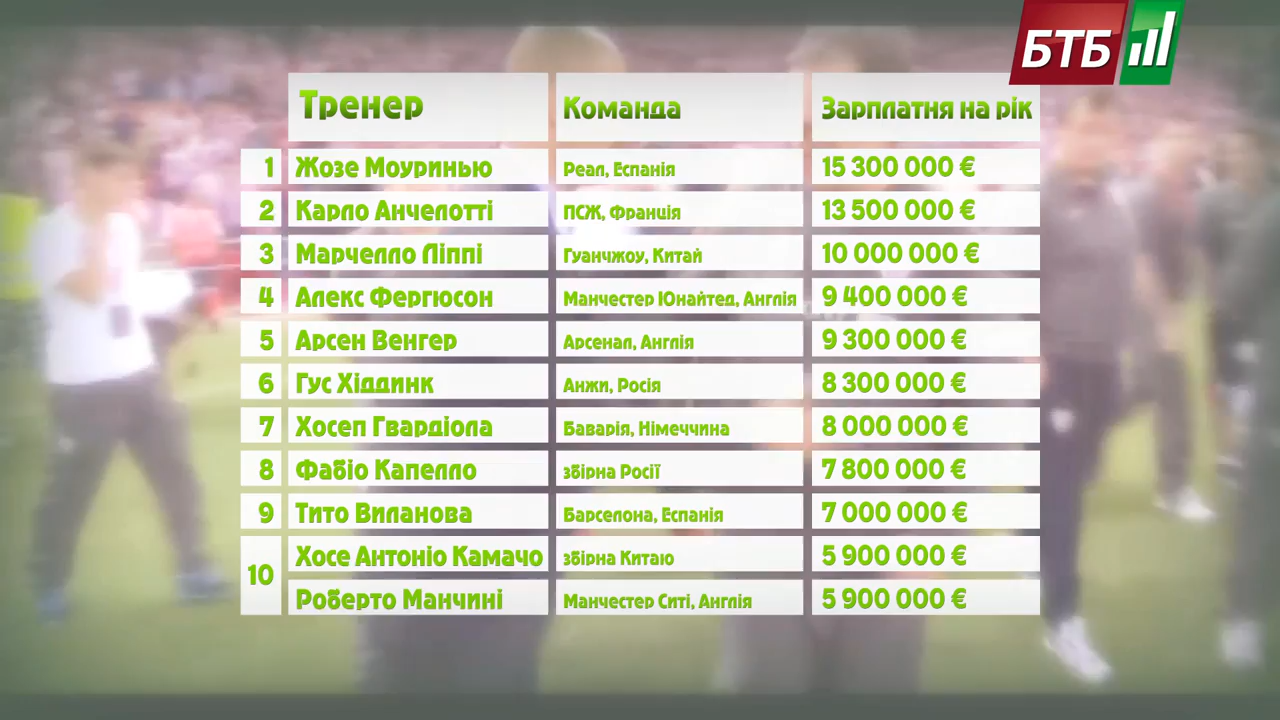 БТБ
Тренер Команда Зарплатня на рік
1 Жозе Моуринью Реал, Еспанія 15 300 000 €
2 Карло Анчелотті ПСЖ, Франція 13 500 000 €
3 Марчелло Ліппі Гуанчжоу, Китай 10 000 000 €
4 Алекс Фергюсон Манчестер Юнайтед, Англія 9 400 000 €
5 Арсен Венгер Арсенал, Англія 9 300 000 €
6 Гус Хіддинк Анжи, Росія 8 300 000 €
7 Хосеп Гвардіола Баварія, Німеччина 8 000 000 €
8 Фабіо Капелло збірна Росії 7 800 000 €
9 Тито Виланова Барселона, Еспанія 7 000 000 €
10 Хосе Антоніо Камачо збірна Китаю 5 900 000 €
Роберто Манчині Манчестер Ситі, Англія 5 900 000 €